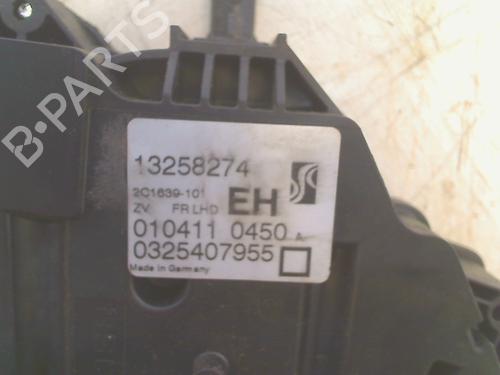 B-PARTS
13258274
2C1639-101
ZV FR LHD EH
010411 0450 A
0325407955
Made in Germany